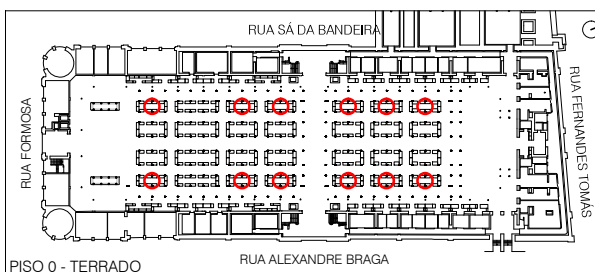 RUA SÁ DA BANDEIRA
RUA FORMOSA
RUA FERNANDES TOMÁS
RUA ALEXANDRE BRAGA
PISO 0 - TERRADO